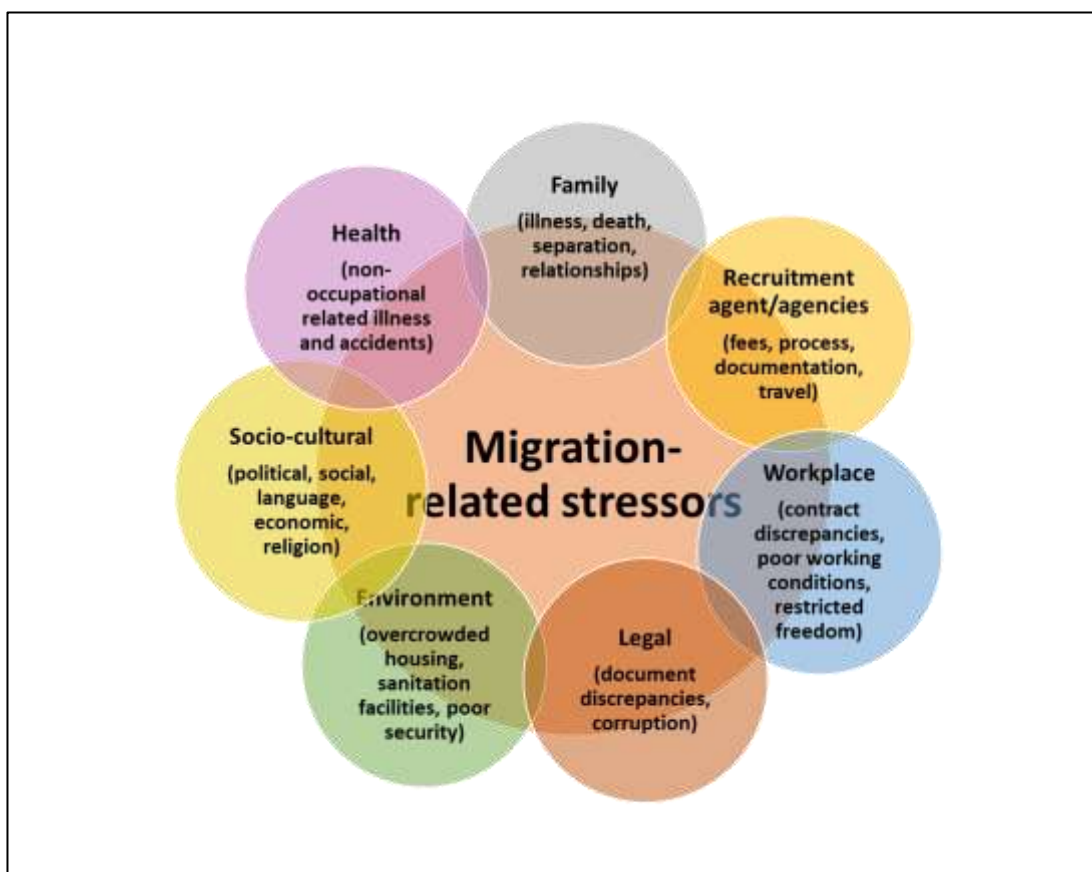 Family
(illness, death,
separation,
relationships)
Recruitment
agent/agencies
(fees, process,
documentation,
travel)
Workplace
(contract
discrepancies,
poor working
conditions,
restricted
freedom)
Legal
(document
discrepancies,
corruption)
Environment
(overcrowded
housing,
sanitation
facilities, poor
security)
Socio-cultural
(political, social,
language,
economic,
religion)
Health
(non-
occupational
related illness
and accidents)
Migration-
related stressors